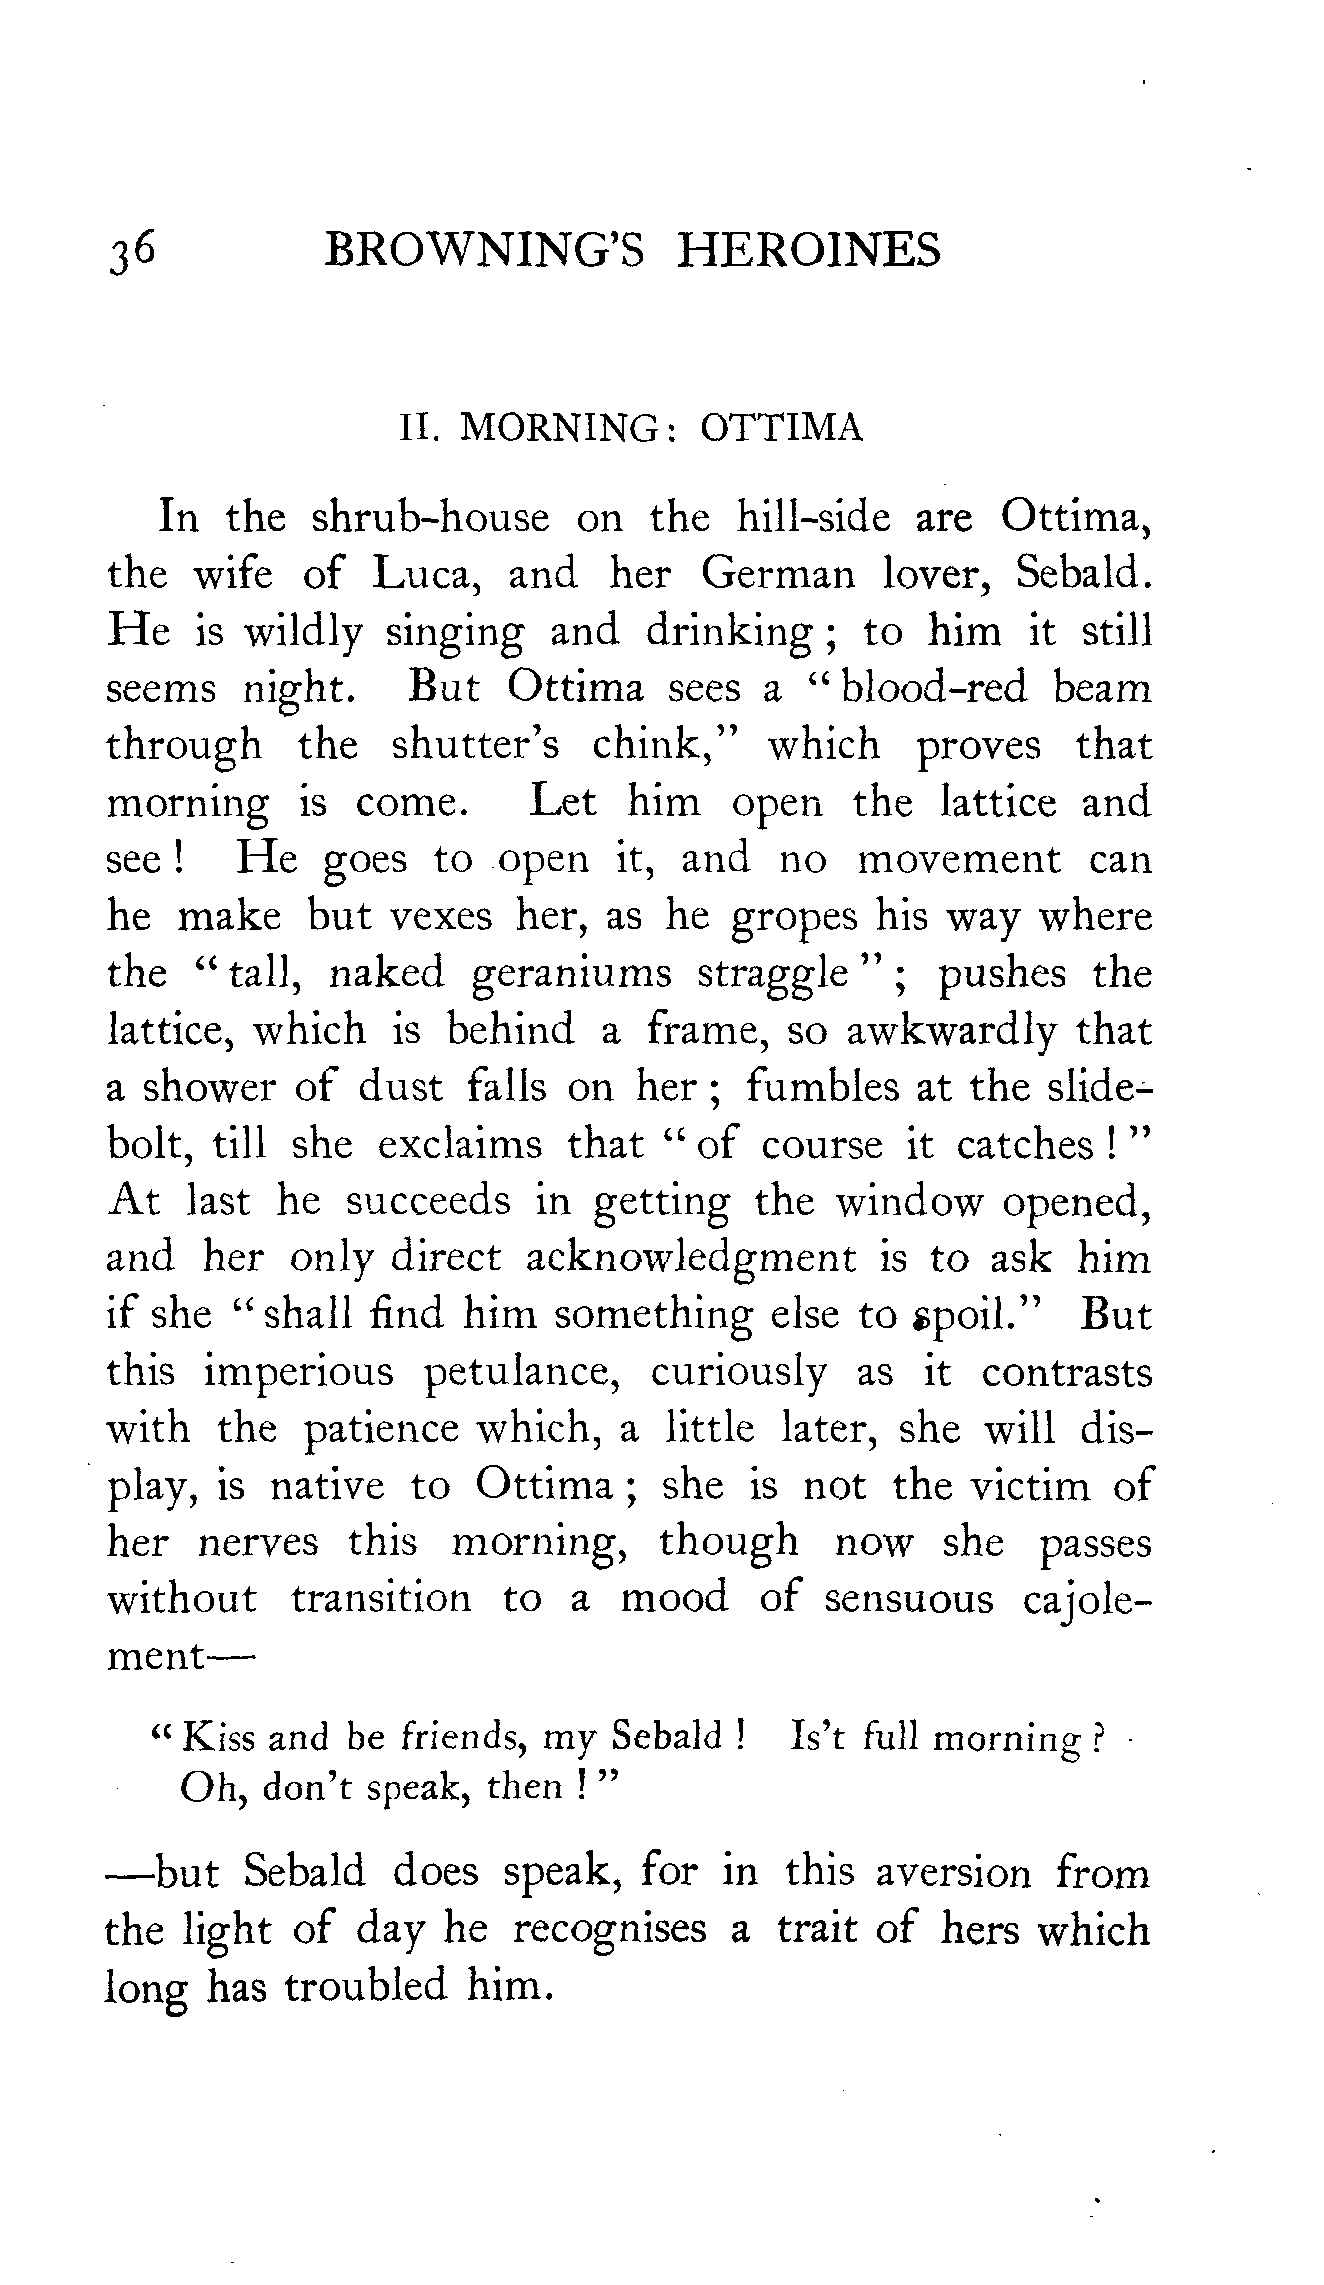 36 BROWNING'S HEROINES
II. MORNING: OTTIMA
In the shrub-house on the hill-side are Ottima,
the wife of Luca, and her German lover, Sebald.
He is wildly singing and drinking; to him it still
seems night. But Ottima sees a "blood-red beam
through the shutter's chink," which proves that
morning is come. Let him open the lattice and
see! He goes to open it, and no movement can
he make but vexes her, as he gropes his way where
the "tall, naked geraniums straggle"; pushes the
lattice, which is behind a frame, so awkwardly that
a shower of dust falls on her; fumbles at the slide-
bolt, till she exclaims that "of course it catches!"
At last he succeeds in getting the window opened,
and her only direct acknowledgment is to ask him
if she "shall find him something else to spoil." But
this imperious petulance, curiously as it contrasts
with the patience which, a little later, she will dis-
play, is native to Ottima; she is not the victim of
her nerves this morning, though now she passes
without transition to a mood of sensuous cajole-
ment—
"Kiss and be friends, my Sebald! Is't full morning?
Oh, don't speak, then!"
—but Sebald does speak, for in this aversion from
the light of day he recognises a trait of hers which
long has troubled him.